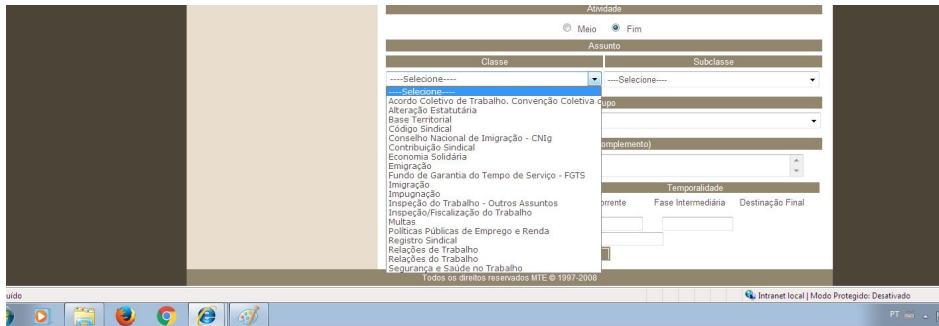 Atividade
Meio Fim
Assunto
Classe Subclasse
----Selecione---- ----Selecione----
----Selecione----
Acordo Coletivo de Trabalho. Convenção Coletiva d
upo
Alteração Estatutária
Base Territorial
Código Sindical
Conselho Nacional de Imigração - CNIg
Contribuição Sindical
omplemento)
Economia Solidária
Emigração
Fundo de Garantia do Tempo de Serviço - FGTS
Imigração
Temporalidade
Impugnação
Inspeção do Trabalho - Outros Assuntos
orrente Fase Intermediária Destinação Final
Inspeção/Fiscalização do Trabalho
Multas
Políticas Públicas de Emprego e Renda
Registro Sindical
Relações de Trabalho
Relações do Trabalho
Segurança e Saúde no Trabalho
Todos os direitos reservados MTE © 1997-2008
uído Intranet local | Modo Protegido: Desativado
PT